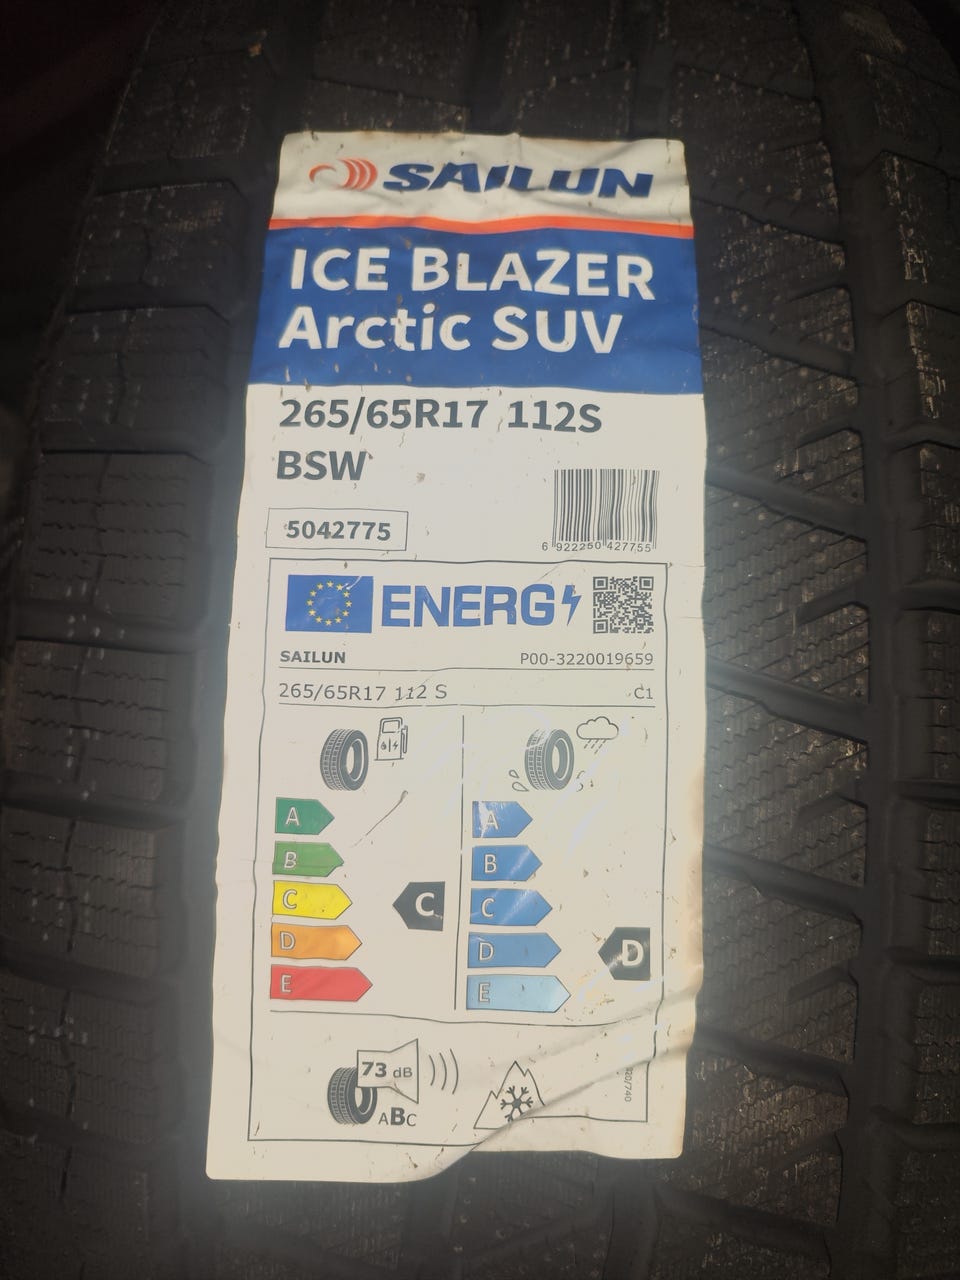 SAILUN
ICE BLAZER
Arctic SUV
265/65R17 112S
BSW
5042775
6 922250 427755
ENERG
SAILUN P00-3220019659
265/65R17 112 S C1
A
B
C
D
E
C
A
B
C
D
E
D
73 dB
ABC